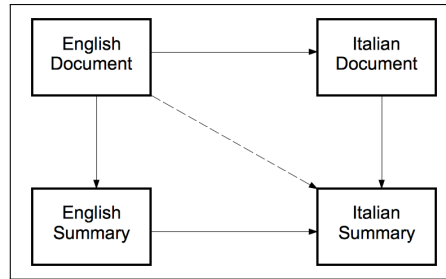 English
Document
Italian
Document
English
Summary
Italian
Summary